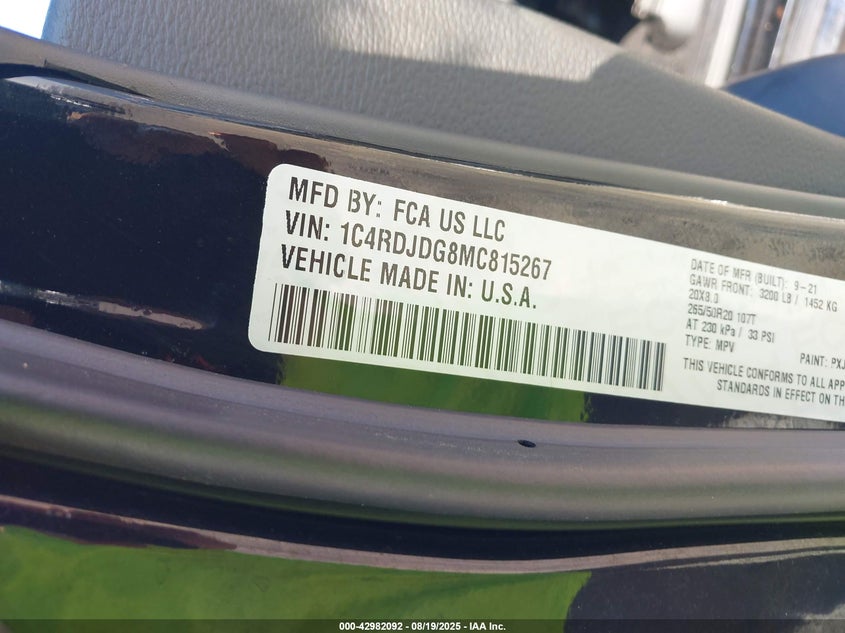 MFD BY: FCA US LLC
VIN: 1C4RDJDG8MC815267
VEHICLE MADE IN: U.S.A.
DATE OF MFR (BUILT): 9-21
GAWR FRONT: 3200 LB / 1452 KG
20X8.0
265/50R20 107T
AT 230 kPa / 33 PSI
TYPE: MPV
PAINT: PXJ
THIS VEHICLE CONFORMS TO ALL APP
STANDARDS IN EFFECT ON TH
000-42982092 - 08/19/2025 - IAA Inc.